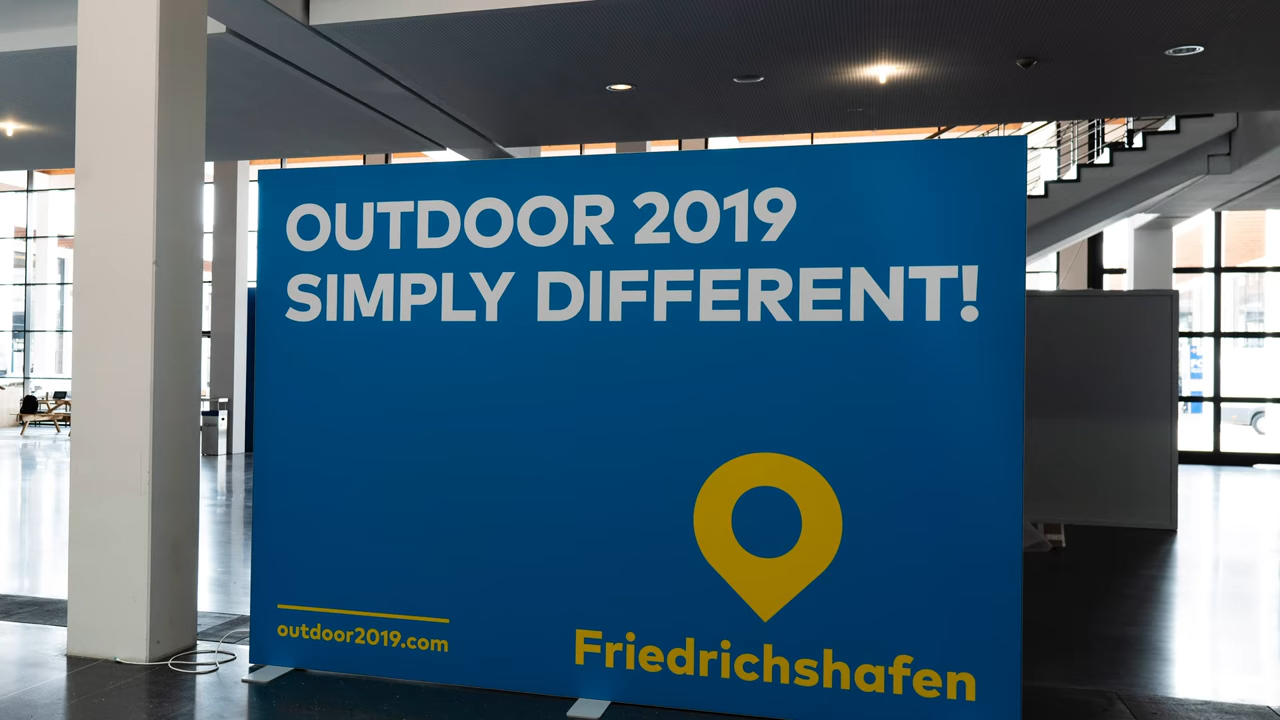 OUTDOOR 2019
SIMPLY DIFFERENT!
outdoor2019.com
Friedrichshafen